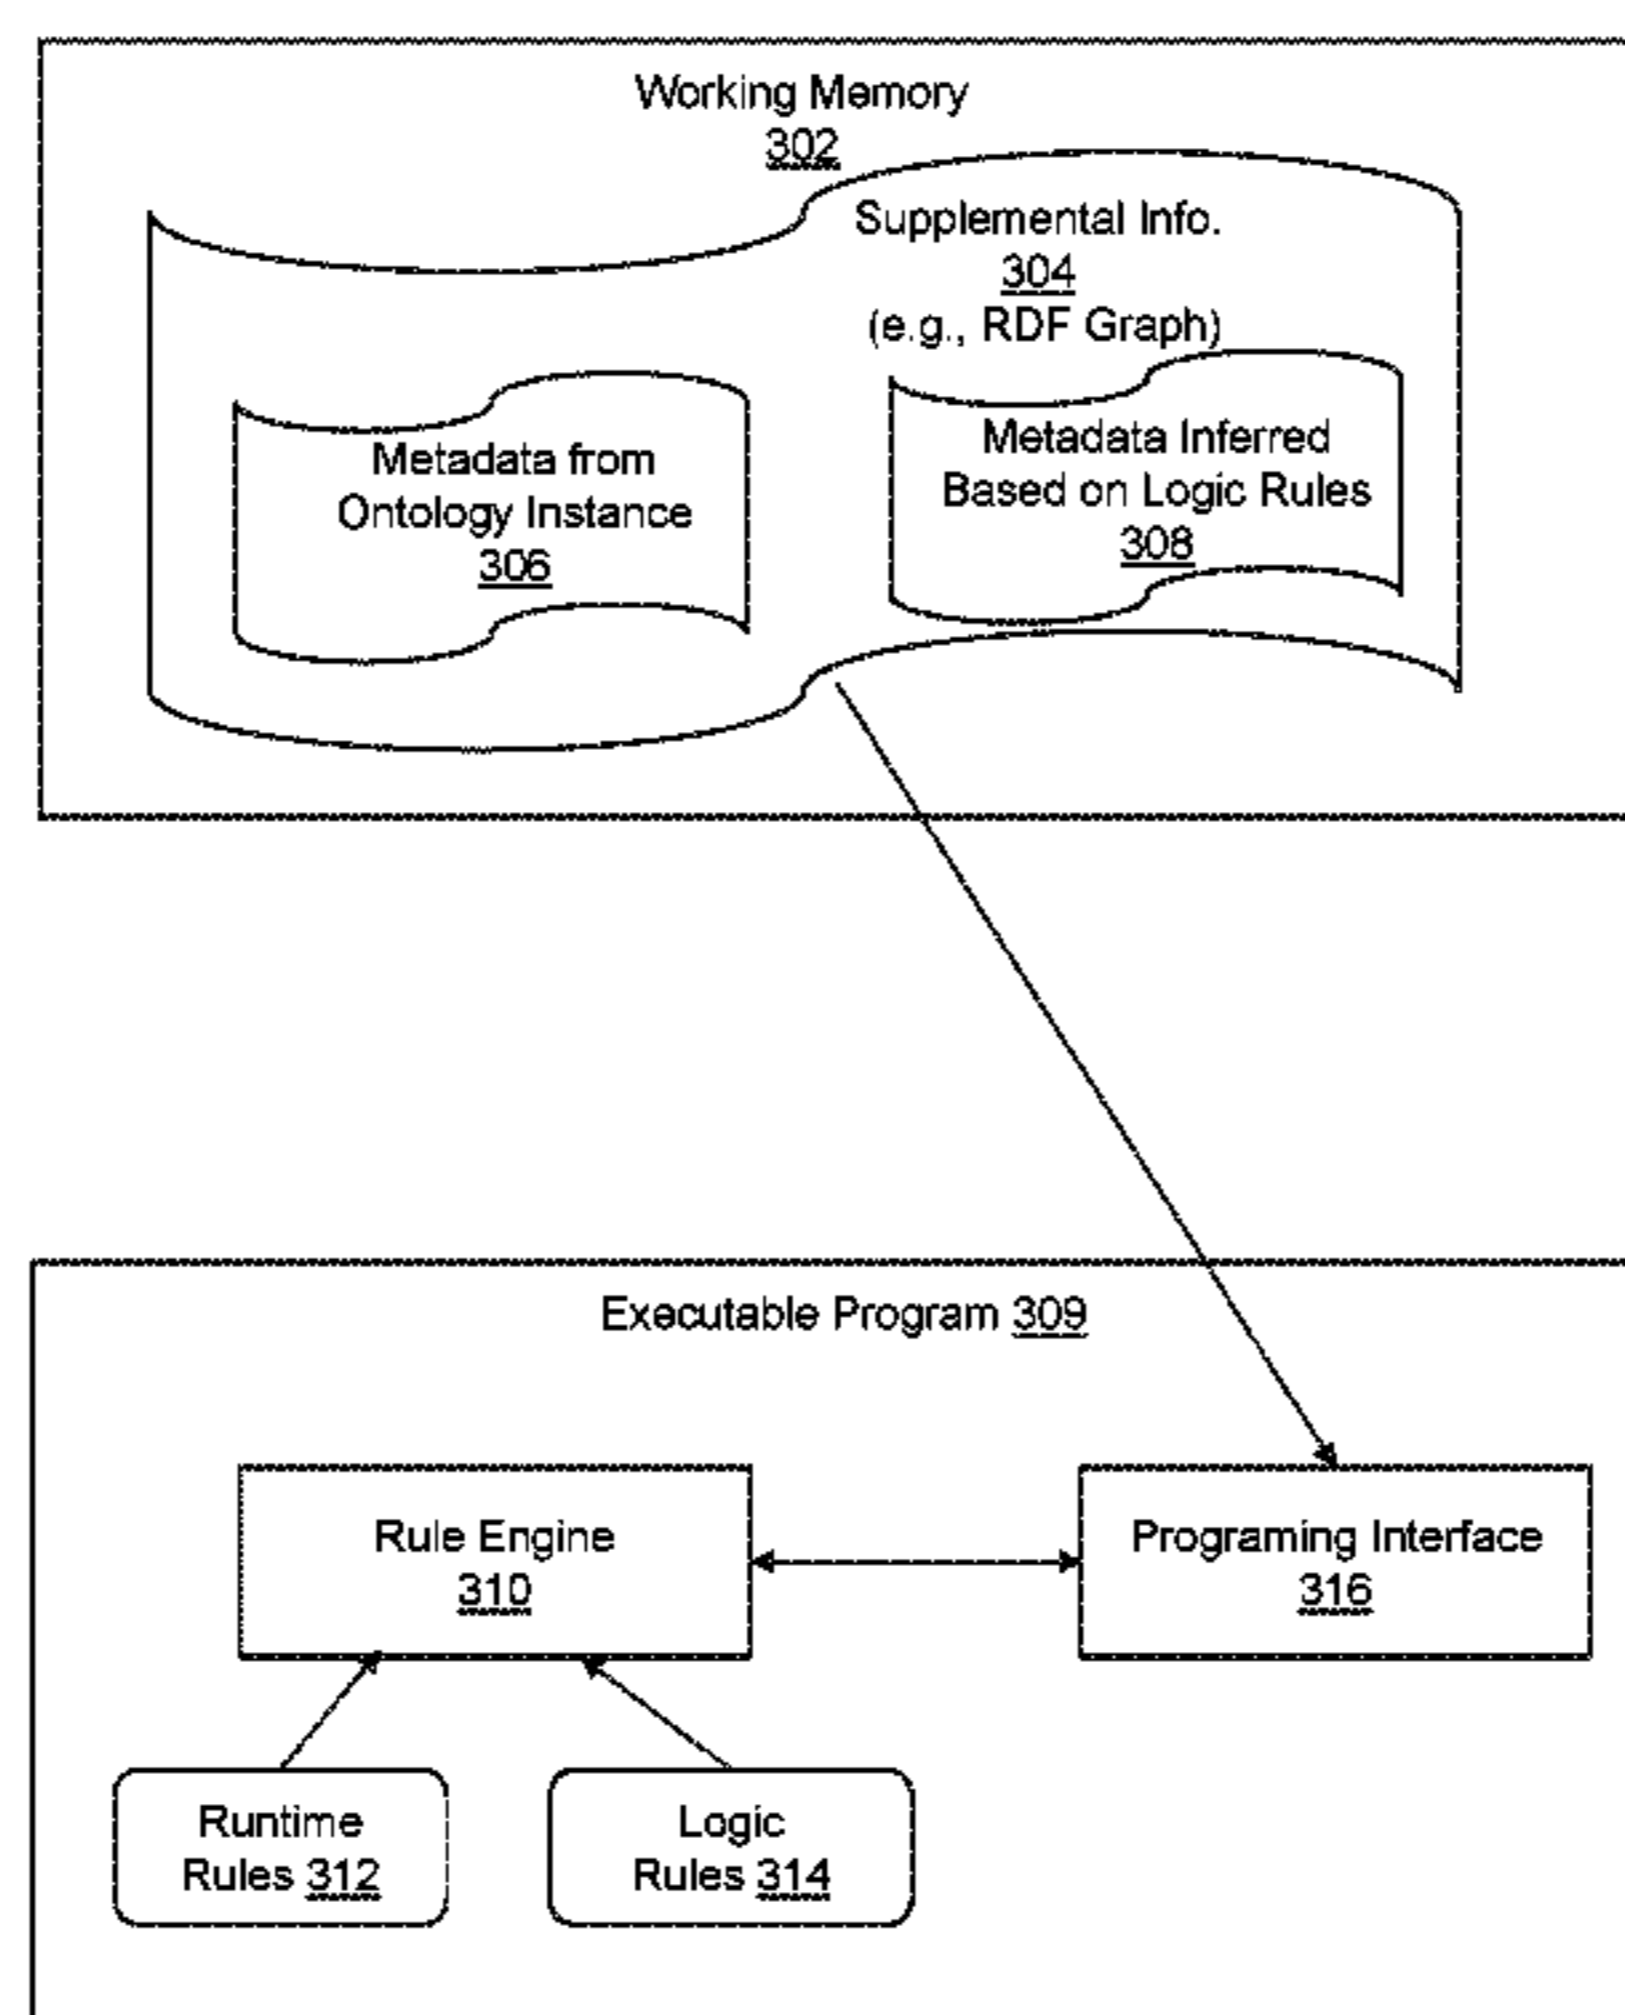 Working Memory
302
Supplemental Info.
304
(e.g., RDF Graph)
Metadata from
Ontology Instance
306
Metadata Inferred
Based on Logic Rules
308
Executable Program 309
Rule Engine
310
Programing Interface
316
Runtime
Rules 312
Logic
Rules 314